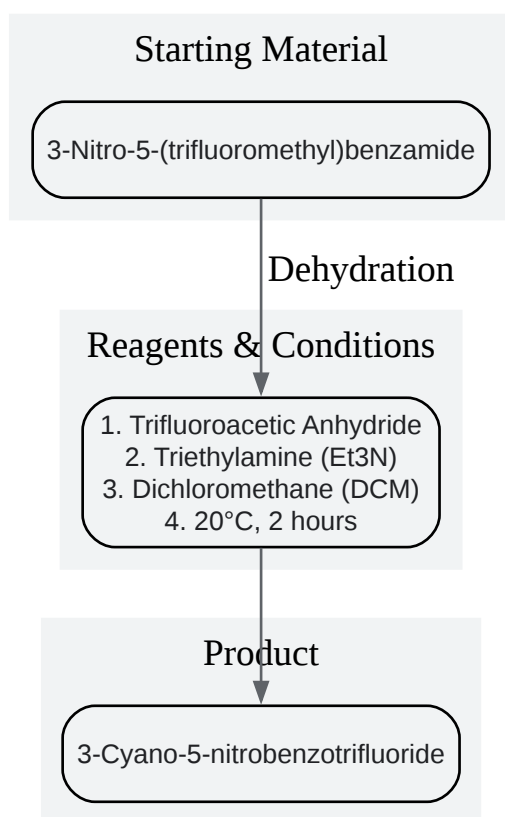 Starting Material
3-Nitro-5-(trifluoromethyl)benzamide
Dehydration
Reagents & Conditions
1. Trifluoroacetic Anhydride
2. Triethylamine (Et3N)
3. Dichloromethane (DCM)
4. 20°C, 2 hours
Product
3-Cyano-5-nitrobenzotrifluoride